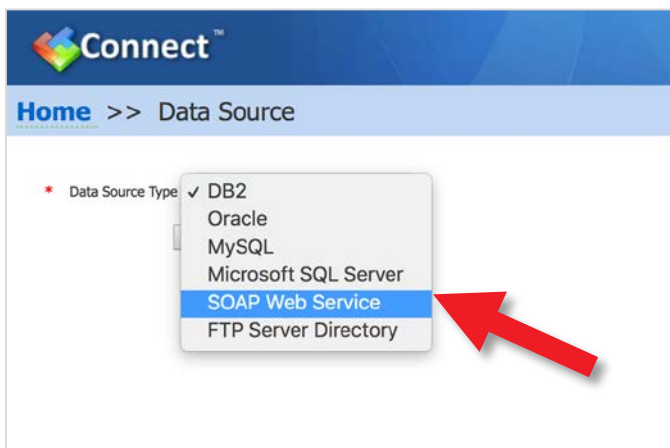 Connect™
Home >> Data Source
* Data Source Type ✓ DB2
Oracle
MySQL
Microsoft SQL Server
SOAP Web Service
FTP Server Directory